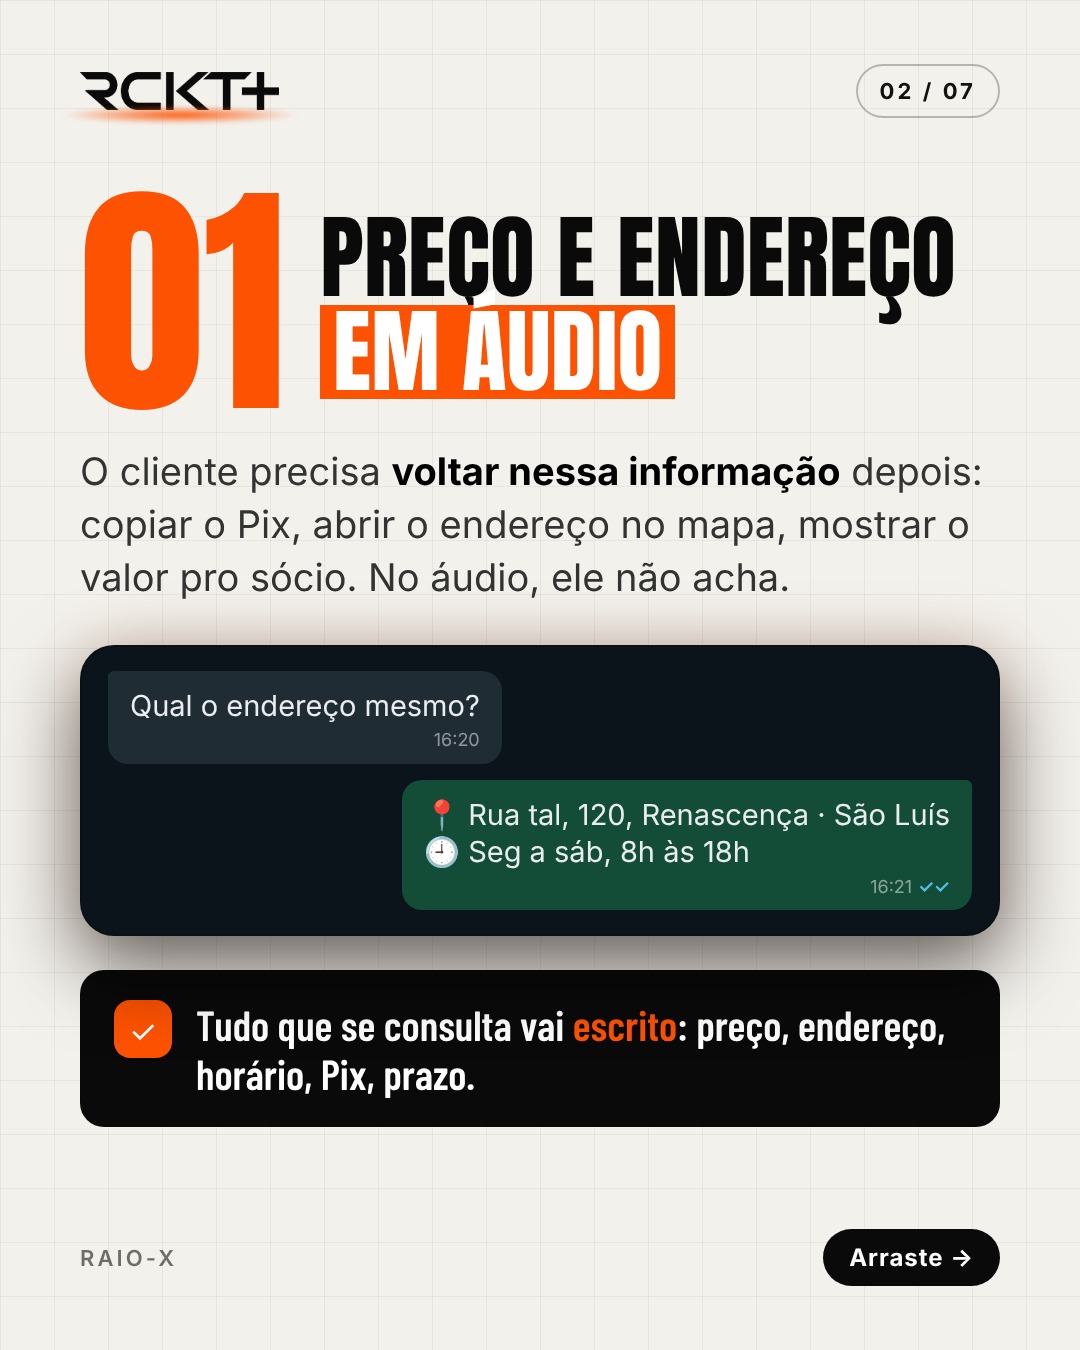 RCKT+
02 / 07
01
PREÇO E ENDEREÇO
EM ÁUDIO
O cliente precisa voltar nessa informação depois:
copiar o Pix, abrir o endereço no mapa, mostrar o
valor pro sócio. No áudio, ele não acha.
Qual o endereço mesmo?
16:20
📍 Rua tal, 120, Renascença · São Luís
🕘 Seg a sáb, 8h às 18h
16:21 ✓✓
✓ Tudo que se consulta vai escrito: preço, endereço,
horário, Pix, prazo.
RAIO-X
Arraste →